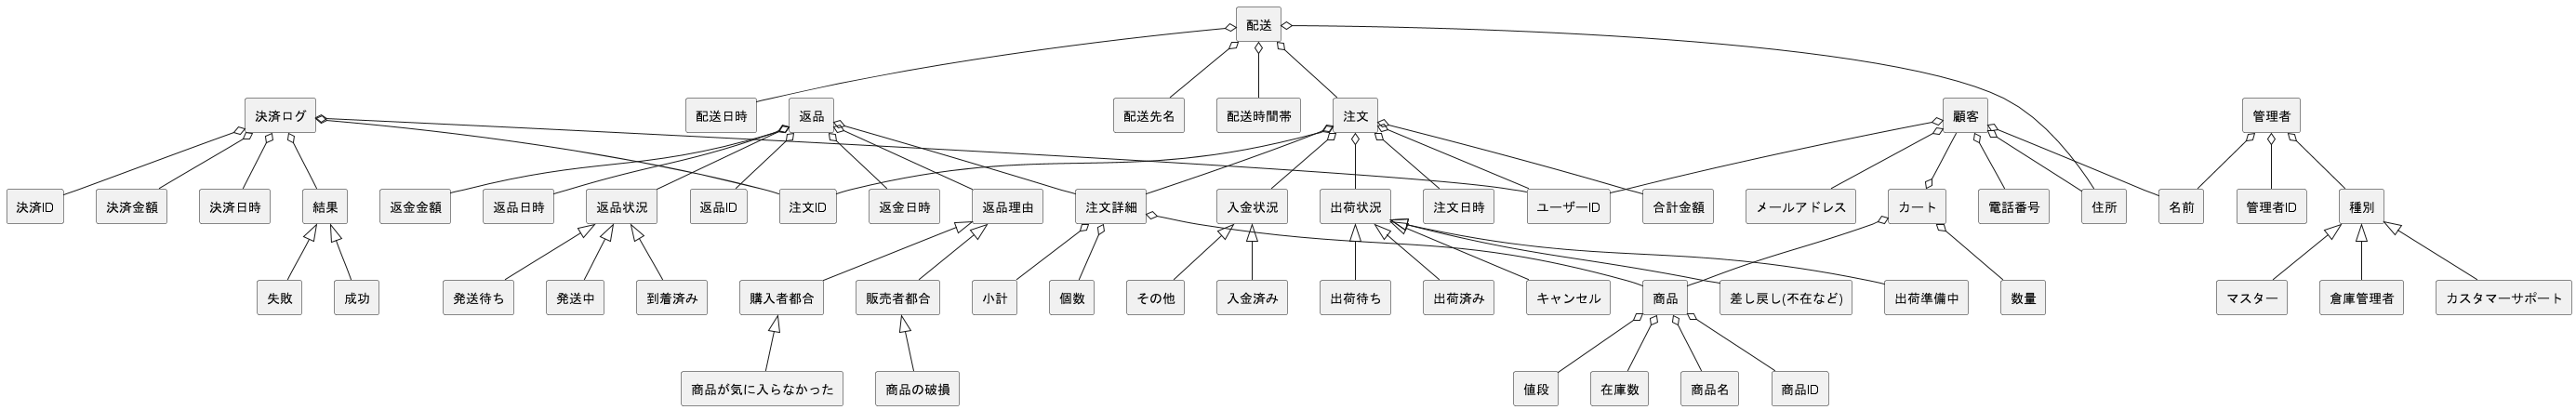 配送
決済ログ
配送日時
返品
配送先名
配送時間帯
注文
顧客
管理者
決済ID
決済金額
決済日時
結果
返金金額
返品日時
返品状況
返品ID
注文ID
返金日時
返品理由
注文詳細
入金状況
出荷状況
注文日時
ユーザーID
合計金額
メールアドレス
カート
電話番号
住所
名前
管理者ID
種別
失敗
成功
発送待ち
発送中
到着済み
購入者都合
販売者都合
小計
個数
その他
入金済み
出荷待ち
出荷済み
キャンセル
商品
差し戻し(不在など)
出荷準備中
数量
マスター
倉庫管理者
カスタマーサポート
商品が気に入らなかった
商品の破損
値段
在庫数
商品名
商品ID